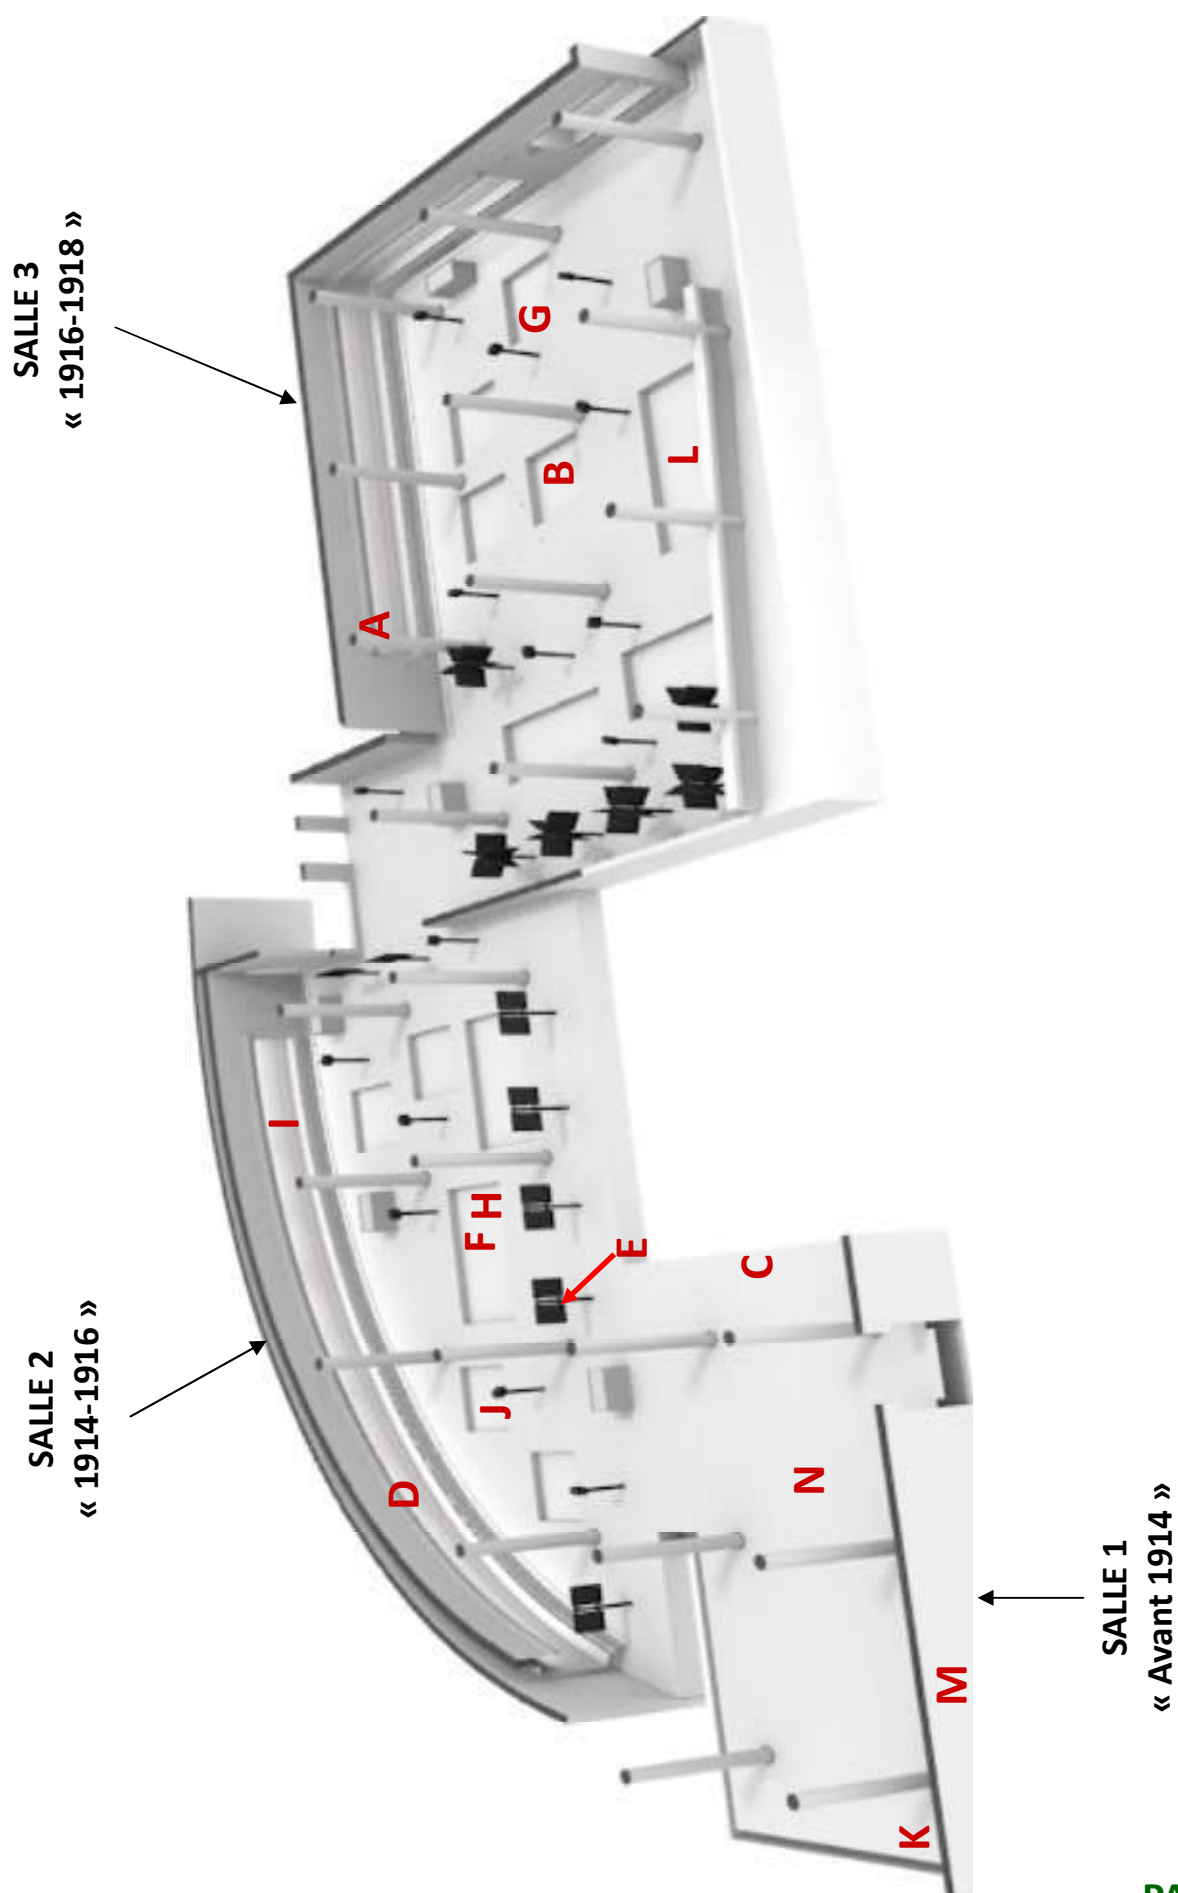 SALLE 2
« 1914-1916 »
SALLE 3
« 1916-1918 »
I
A
D
F H
J
G
B
E
L
C
N
K
M
SALLE 1
« Avant 1914 »